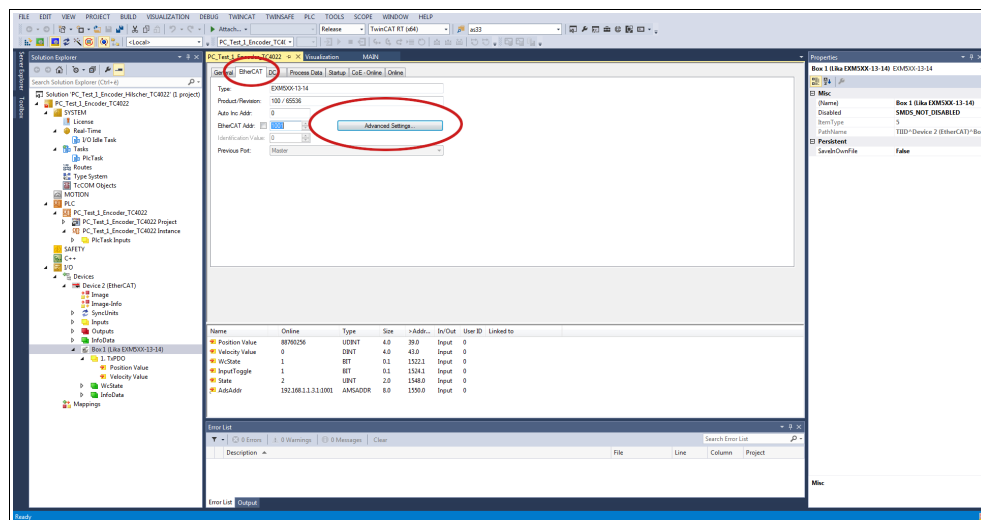 FILE EDIT VIEW PROJECT BUILD VISUALIZATION DEBUG TWINCAT TWINSAFE PLC TOOLS SCOPE WINDOW HELP
Attach... Release TwinCAT RT (x64) as33
<Local> PC_Test_1_Encoder_TC4(
Server Explorer
Toolbox
Solution Explorer
Search Solution Explorer (Ctrl+è)
Solution 'PC_Test_1_Encoder_Hilscher_TC4022' (1 project)
PC_Test_1_Encoder_TC4022
SYSTEM
License
Real-Time
I/O Idle Task
Tasks
PlcTask
Routes
Type System
TcCOM Objects
MOTION
PLC
PC_Test_1_Encoder_TC4022
PC_Test_1_Encoder_TC4022 Project
PC_Test_1_Encoder_TC4022 Instance
PlcTask Inputs
SAFETY
C++
I/O
Devices
Device 2 (EtherCAT)
Image
Image-Info
SyncUnits
Inputs
Outputs
InfoData
Box 1 (Lika EXM5XX-13-14)
1. TxPDO
Position Value
Velocity Value
WcState
InfoData
Mappings
PC_Test_1_Encoder_TC4022 Visualization MAIN
General EtherCAT DC Process Data Startup CoE - Online Online
Type: EXM5XX-13-14
Product/Revision: 100 / 65536
Auto Inc Addr: 0
EtherCAT Addr: 1001 Advanced Settings...
Identification Value: 0
Previous Port: Master
Name Online Type Size >Addr... In/Out User ID Linked to
Position Value 88760256 UDINT 4.0 39.0 Input 0
Velocity Value 0 DINT 4.0 43.0 Input 0
WcState 1 BIT 0.1 1522.1 Input 0
InputToggle 1 BIT 0.1 1524.1 Input 0
State 2 UINT 2.0 1548.0 Input 0
AdsAddr 192.168.1.1.3.1:1001 AMSADDR 8.0 1550.0 Input 0
Error List
0 Errors 0 Warnings 0 Messages Clear Search Error List
Description File Line Column Project
Error List Output
Properties
Box 1 (Lika EXM5XX-13-14) EXM5XX-13-14
Misc
(Name) Box 1 (Lika EXM5XX-13-14)
Disabled SMDS_NOT_DISABLED
ItemType 5
PathName TIID^Device 2 (EtherCAT)^Bo
Persistent
SaveInOwnFile False
Misc
Ready